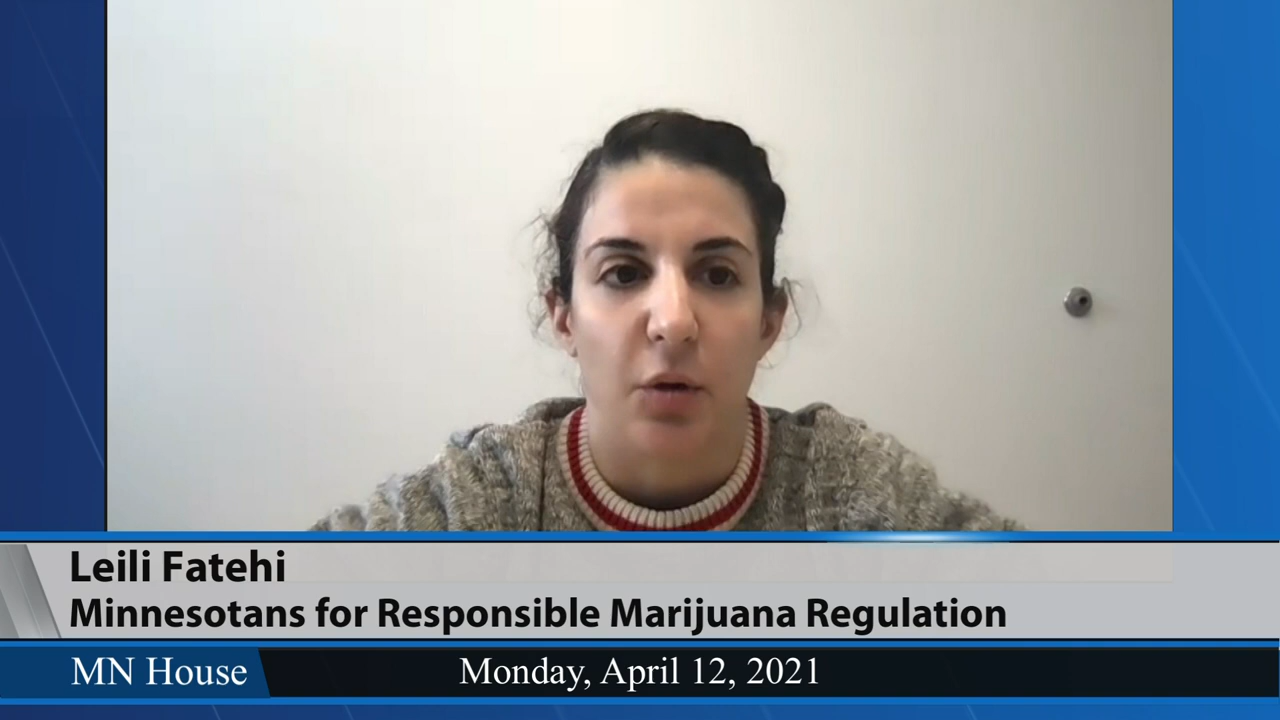 Leili Fatehi
Minnesotans for Responsible Marijuana Regulation
MN House
Monday, April 12, 2021